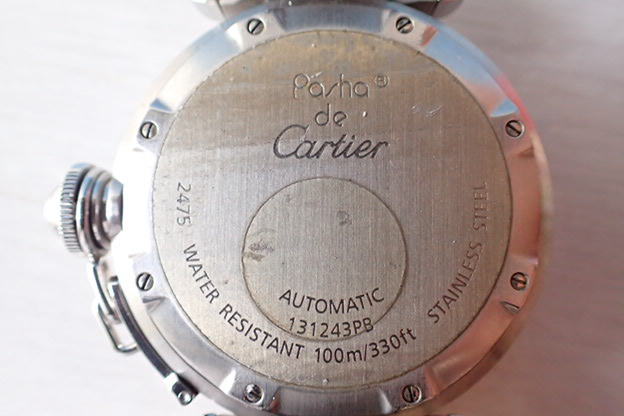 Pasha®
de
Cartier
AUTOMATIC
131243PB
2475 WATER RESISTANT 100m/330ft STAINLESS STEEL